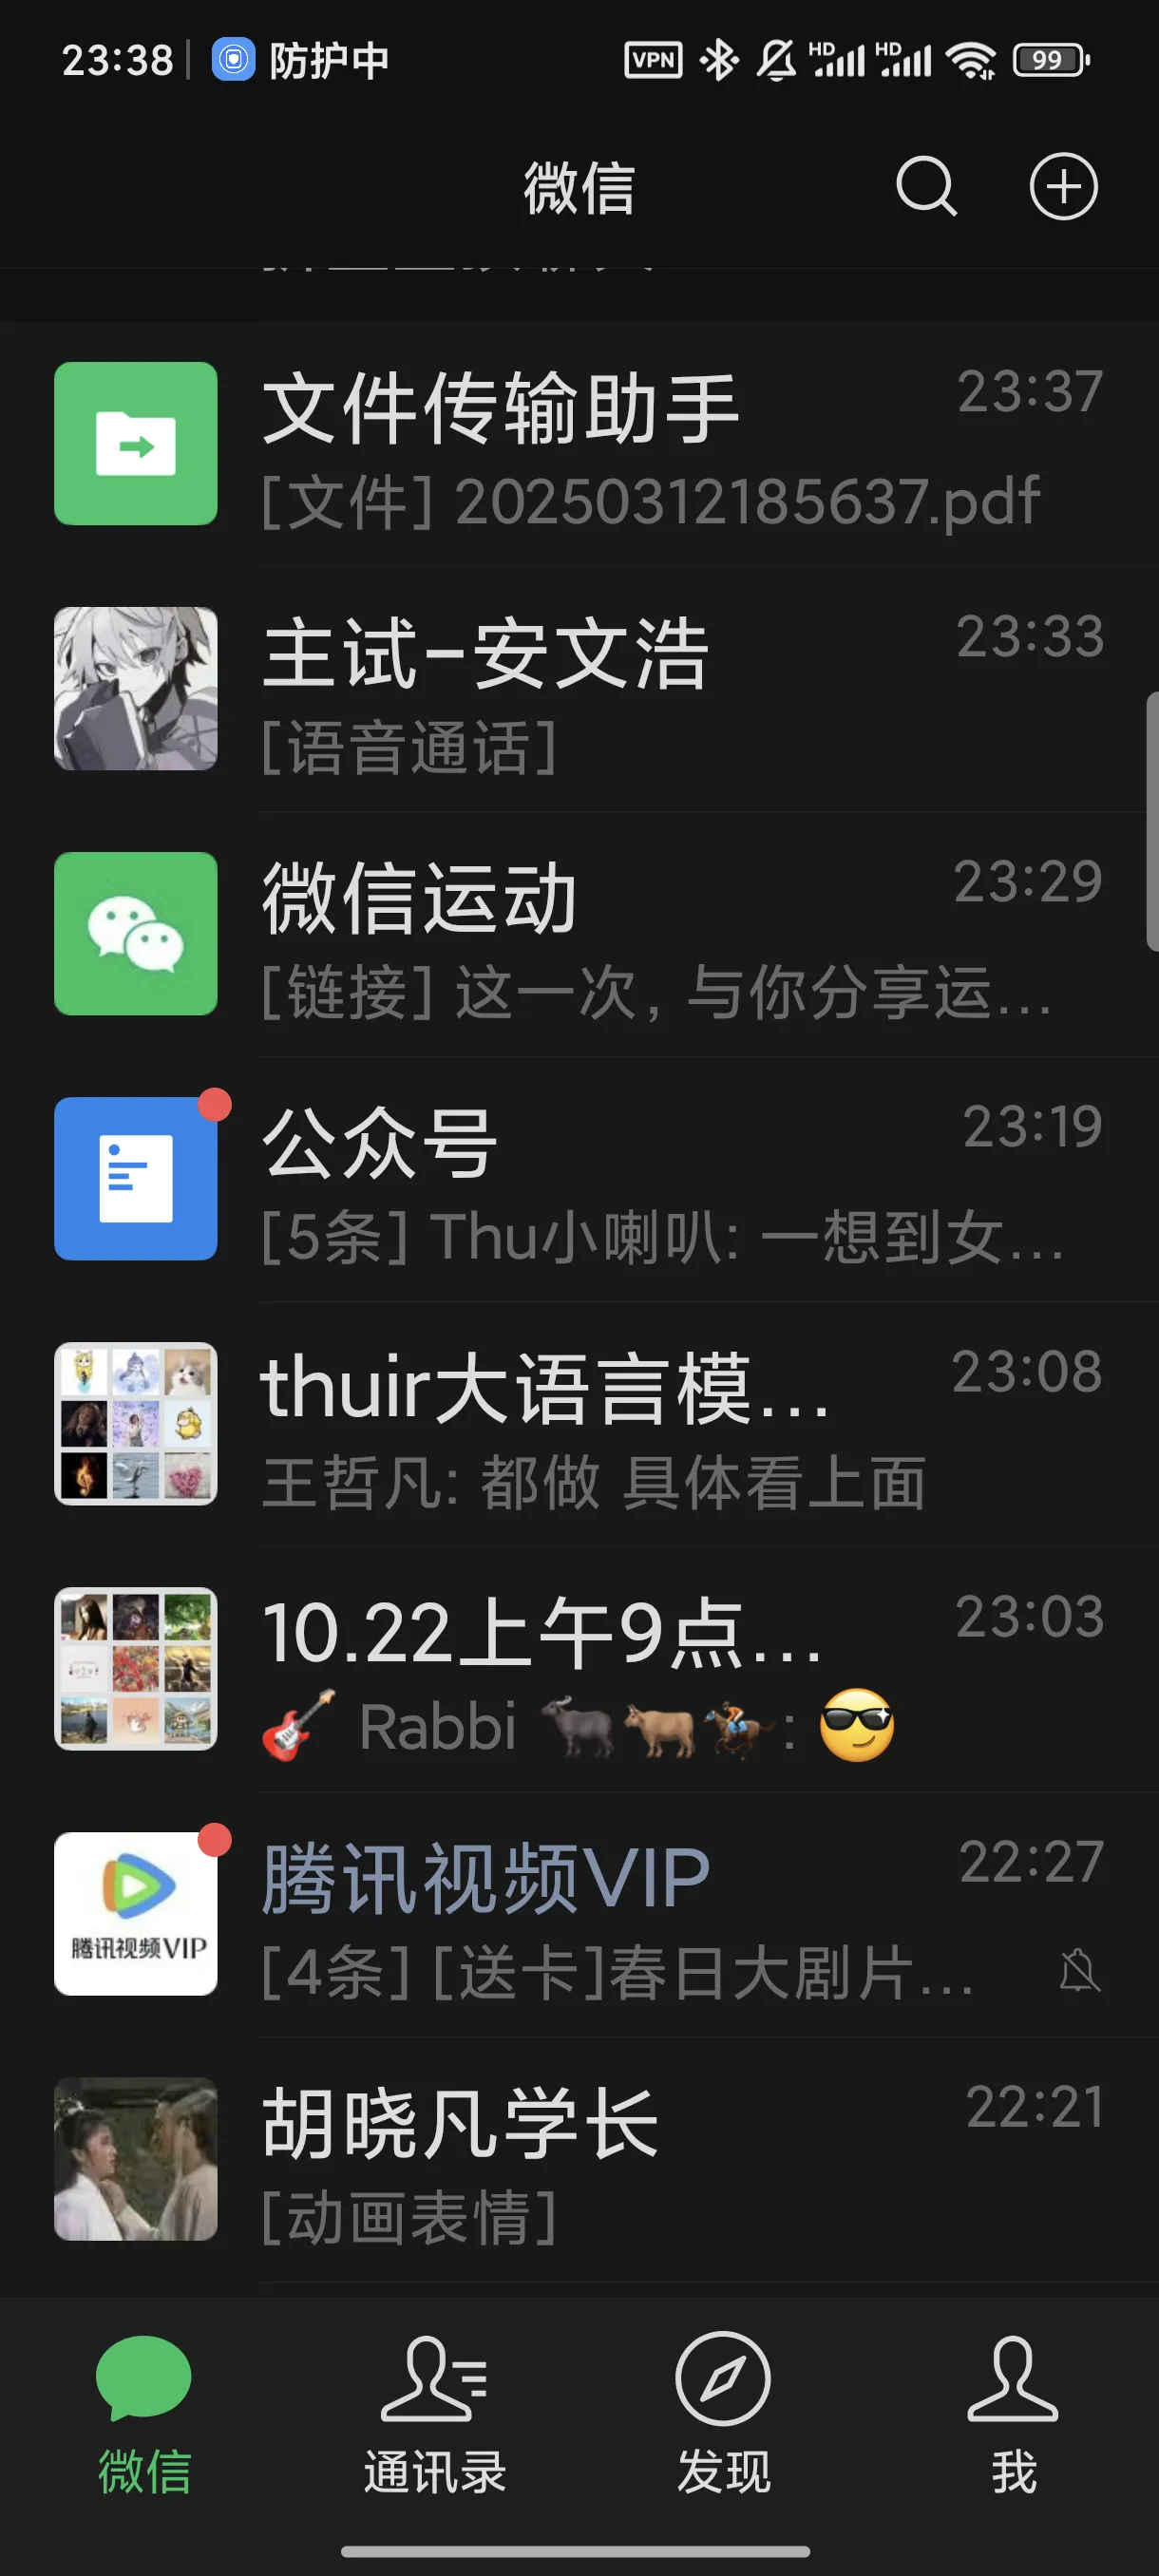 23:38 防护中 VPN HD HD 99
微信
文件传输助手 23:37
[文件] 20250312185637.pdf
主试-安文浩 23:33
[语音通话]
微信运动 23:29
[链接] 这一次, 与你分享运...
公众号 23:19
[5条] Thu小喇叭: 一想到女...
thuir大语言模... 23:08
王哲凡: 都做 具体看上面
10.22上午9点... 23:03
🎸 Rabbi 🐃🐂🏇: 😎
腾讯视频VIP
腾讯视频VIP 22:27
[4条] [送卡]春日大剧片...
胡晓凡学长 22:21
[动画表情]
微信 通讯录 发现 我